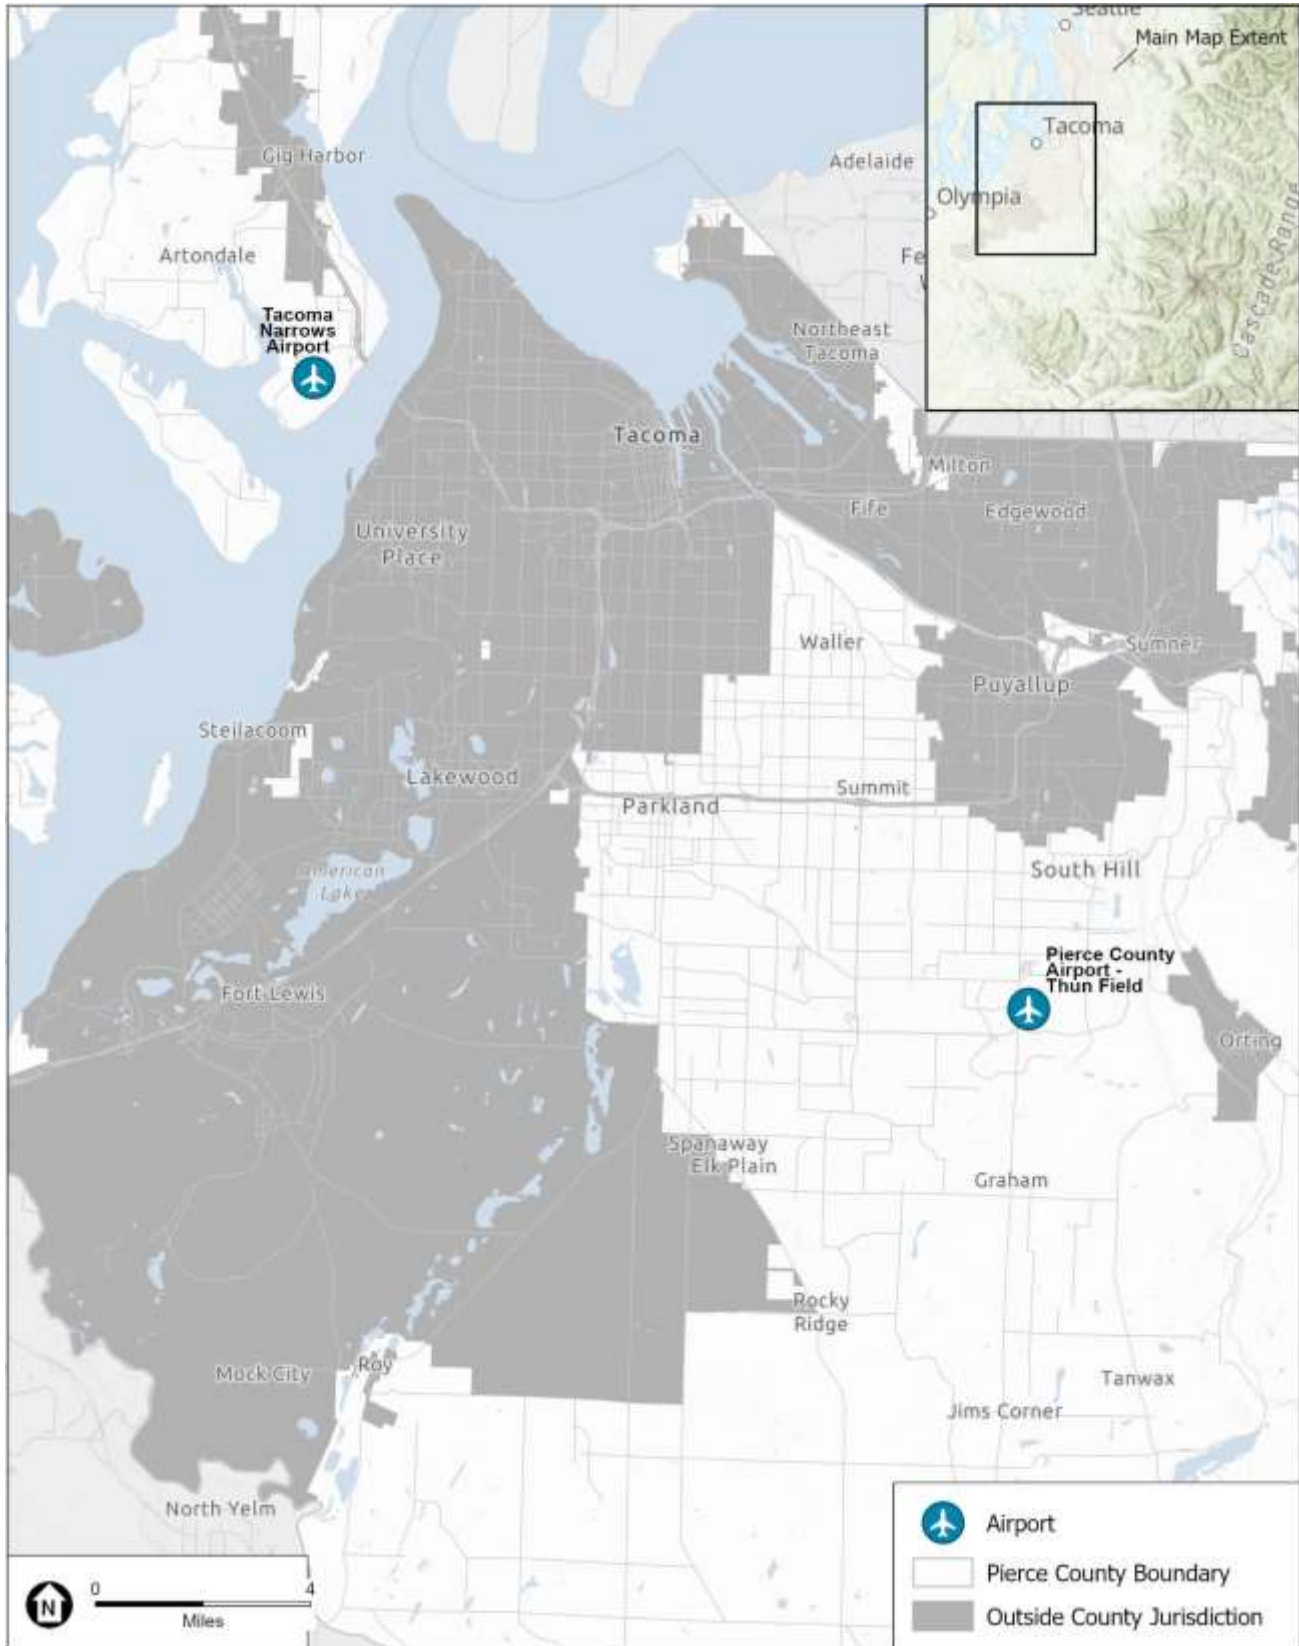 Seattle
Main Map Extent
Tacoma
Olympia
Cascade Range
Gig Harbor
Adelaide
Artondale
Fe
Tacoma
Narrows
Airport
Northeast
Tacoma
Tacoma
Milton
Fife
Edgewood
University
Place
Waller
Sumner
Puyallup
Steilacoom
Lakewood
Summit
Parkland
American
Lake
South Hill
Pierce County
Airport -
Thun Field
Fort Lewis
Orting
Spanaway
Elk Plain
Graham
Rocky
Ridge
Mock City
Roy
Tanwax
Jims Corner
North Yelm
N
0 4
Miles
Airport
Pierce County Boundary
Outside County Jurisdiction